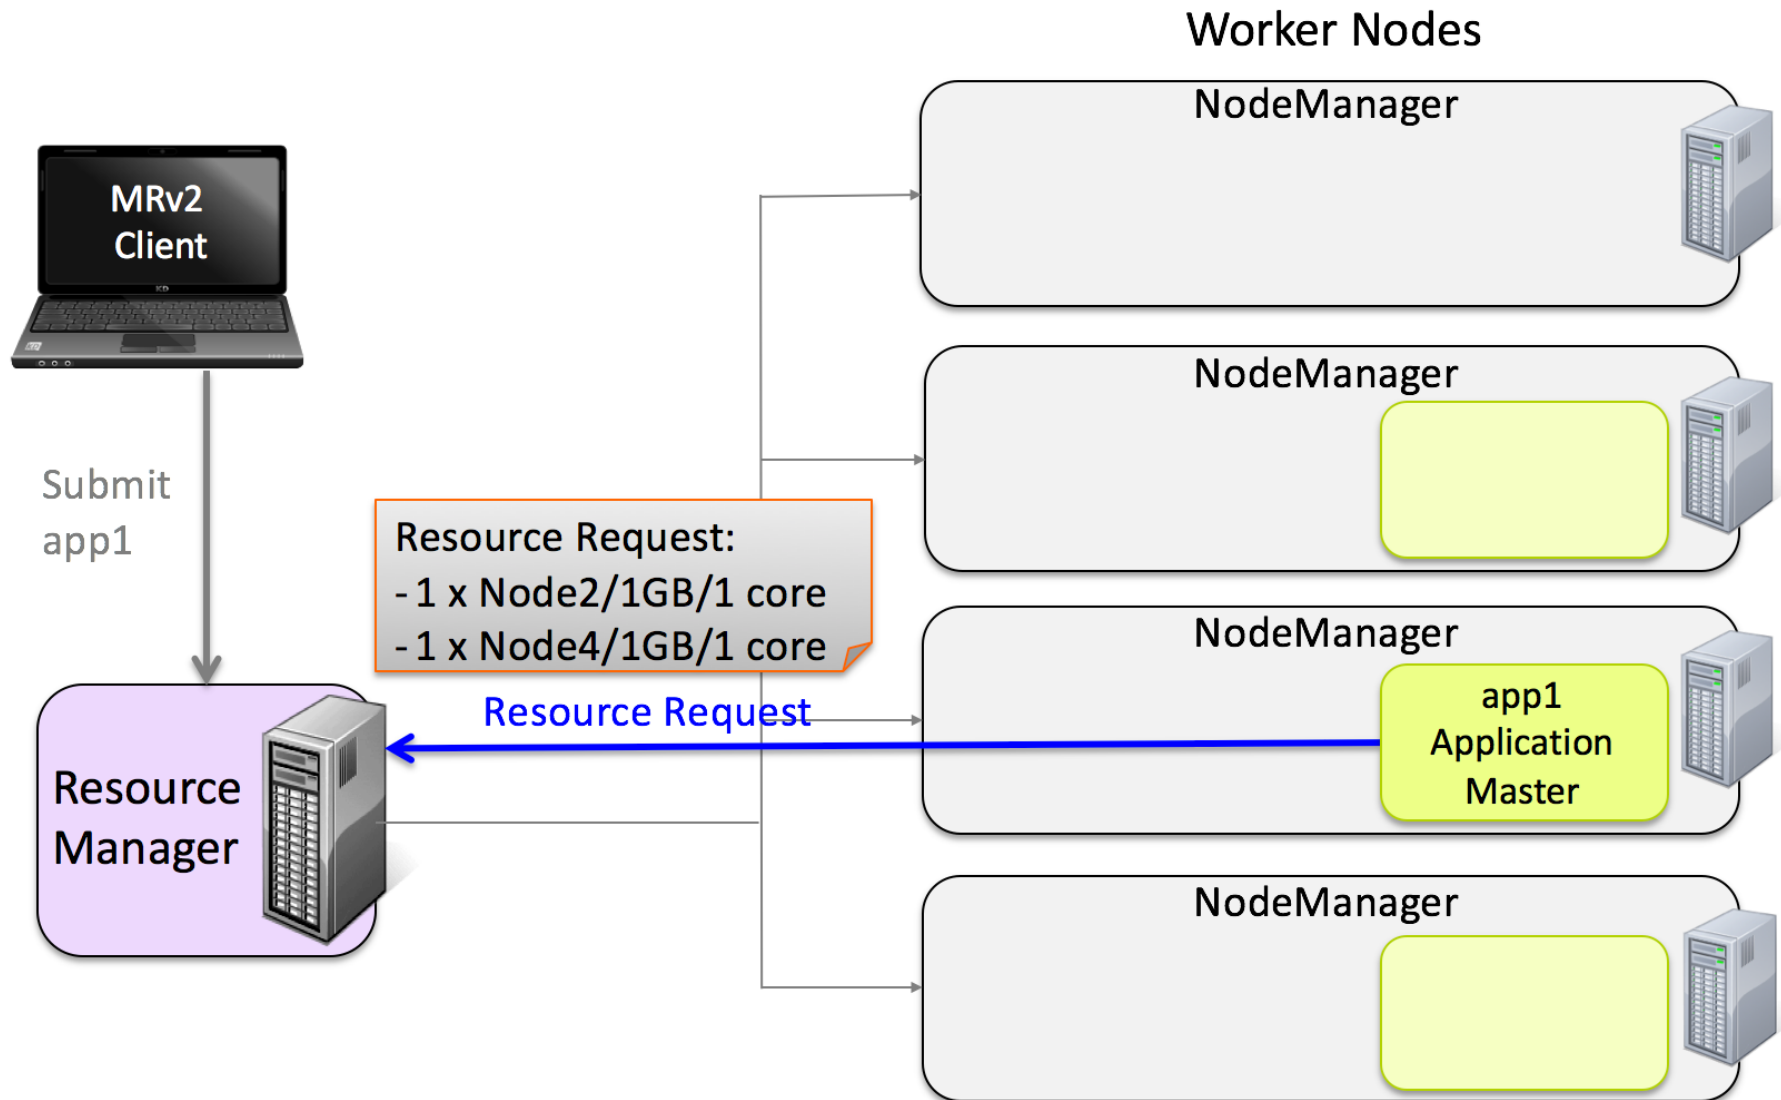 Worker Nodes
NodeManager
MRv2
Client
KD
NodeManager
Submit
app1
Resource Request:
- 1 x Node2/1GB/1 core
- 1 x Node4/1GB/1 core
NodeManager
Resource Request
app1
Application
Master
Resource
Manager
NodeManager